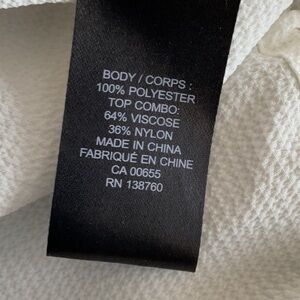 BODY / CORPS :
100% POLYESTER
TOP COMBO:
64% VISCOSE
36% NYLON
MADE IN CHINA
FABRIQUÉ EN CHINE
CA 00655
RN 138760